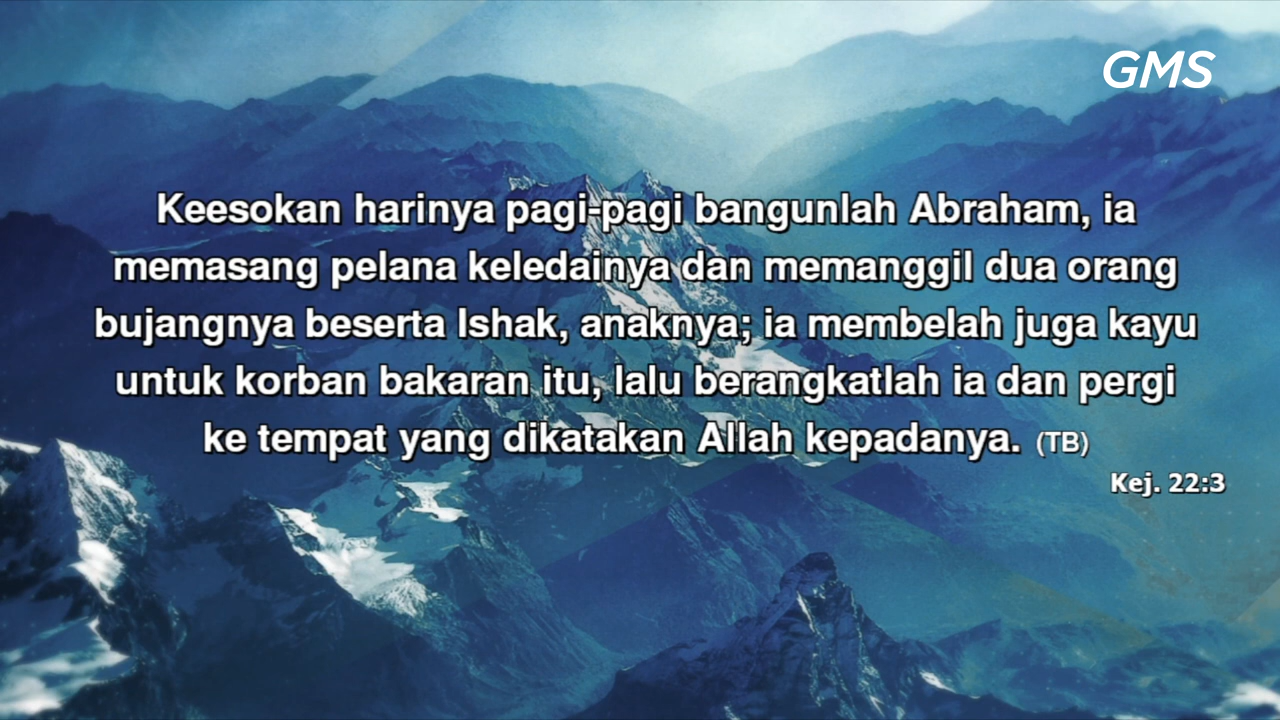 GMS
Keesokan harinya pagi-pagi bangunlah Abraham, ia
memasang pelana keledainya dan memanggil dua orang
bujangnya beserta Ishak, anaknya; ia membelah juga kayu
untuk korban bakaran itu, lalu berangkatlah ia dan pergi
ke tempat yang dikatakan Allah kepadanya. (TB)
Kej. 22:3